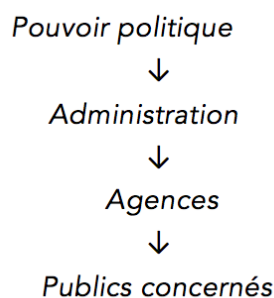 Pouvoir politique
↓
Administration
↓
Agences
↓
Publics concernés